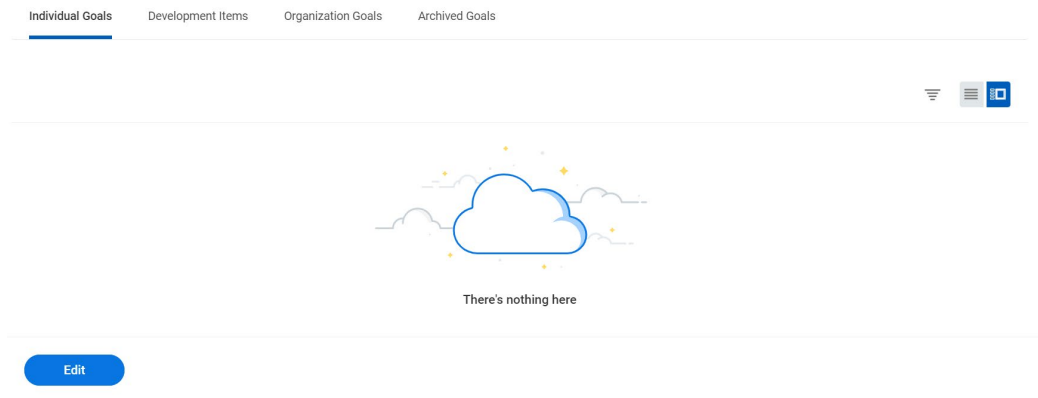 Individual Goals Development Items Organization Goals Archived Goals
There's nothing here
Edit